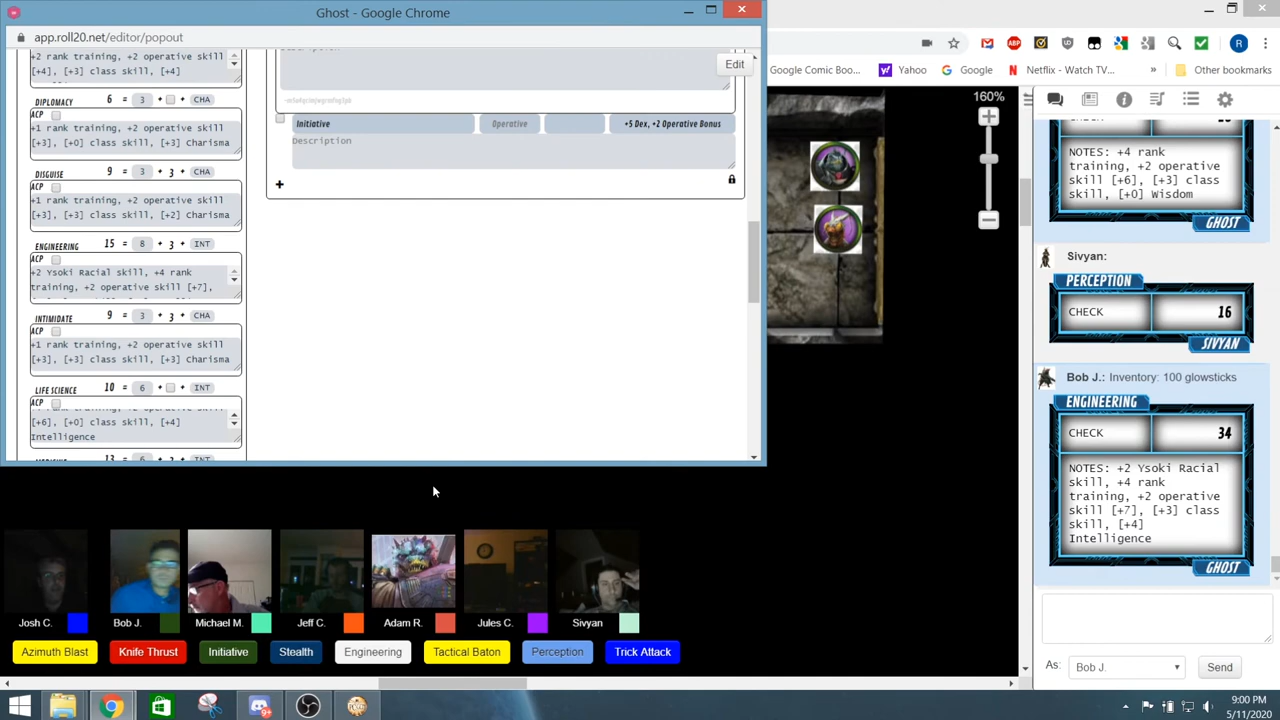 Ghost - Google Chrome
app.roll20.net/editor/popout
Edit
+2 rank training, +2 operative skill
[+4], [+3] class skill, [+4]
DIPLOMACY 6 = 3 + + CHA
ACP
+1 rank training, +2 operative skill
[+3], [+0] class skill, [+3] Charisma
DISGUISE 9 = 3 + 3 + CHA
ACP
+1 rank training, +2 operative skill
[+3], [+3] class skill, [+2] Charisma
ENGINEERING 15 = 8 + 3 + INT
ACP
+2 Ysoki Racial skill, +4 rank
training, +2 operative skill [+7],
INTIMIDATE 9 = 3 + 3 + CHA
ACP
+1 rank training, +2 operative skill
[+3], [+3] class skill, [+3] Charisma
LIFE SCIENCE 10 = 6 + + INT
ACP
[+6], [+0] class skill, [+4]
Intelligence
13 = 6 + 3 + INT
Initiative Operative +5 Dex, +2 Operative Bonus
Description
+
Google Comic Boo... Yahoo Google Netflix - Watch TV... » Other bookmarks
R
160%
CHECK
NOTES: +4 rank
training, +2 operative
skill [+6], [+3] class
skill, [+0] Wisdom
GHOST
Sivyan:
PERCEPTION
CHECK 16
SIVYAN
Bob J.: Inventory: 100 glowsticks
ENGINEERING
CHECK 34
NOTES: +2 Ysoki Racial
skill, +4 rank
training, +2 operative
skill [+7], [+3] class
skill, [+4]
Intelligence
GHOST
As: Bob J. Send
Josh C. Bob J. Michael M. Jeff C. Adam R. Jules C. Sivyan
Azimuth Blast Knife Thrust Initiative Stealth Engineering Tactical Baton Perception Trick Attack
9:00 PM
5/11/2020